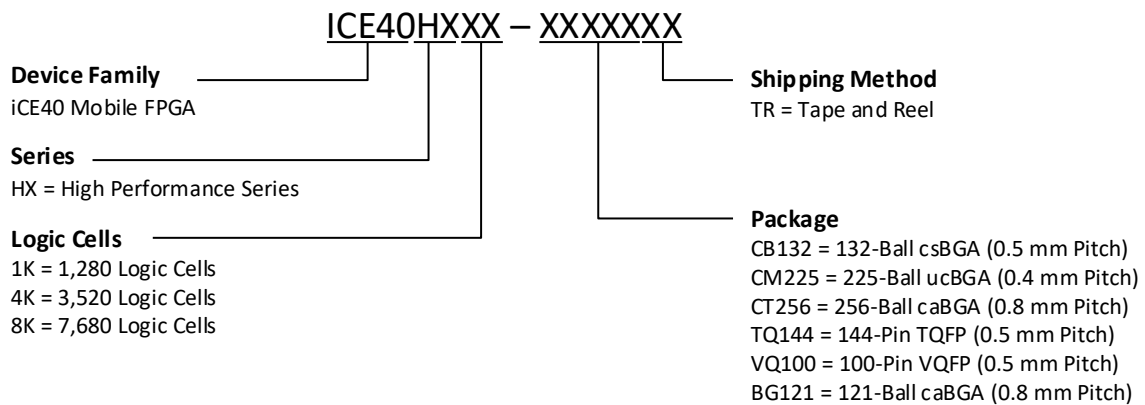 ICE40HXXX – XXXXXXX
Device Family
iCE40 Mobile FPGA
Series
HX = High Performance Series
Logic Cells
1K = 1,280 Logic Cells
4K = 3,520 Logic Cells
8K = 7,680 Logic Cells
Shipping Method
TR = Tape and Reel
Package
CB132 = 132-Ball csBGA (0.5 mm Pitch)
CM225 = 225-Ball ucBGA (0.4 mm Pitch)
CT256 = 256-Ball caBGA (0.8 mm Pitch)
TQ144 = 144-Pin TQFP (0.5 mm Pitch)
VQ100 = 100-Pin VQFP (0.5 mm Pitch)
BG121 = 121-Ball caBGA (0.8 mm Pitch)